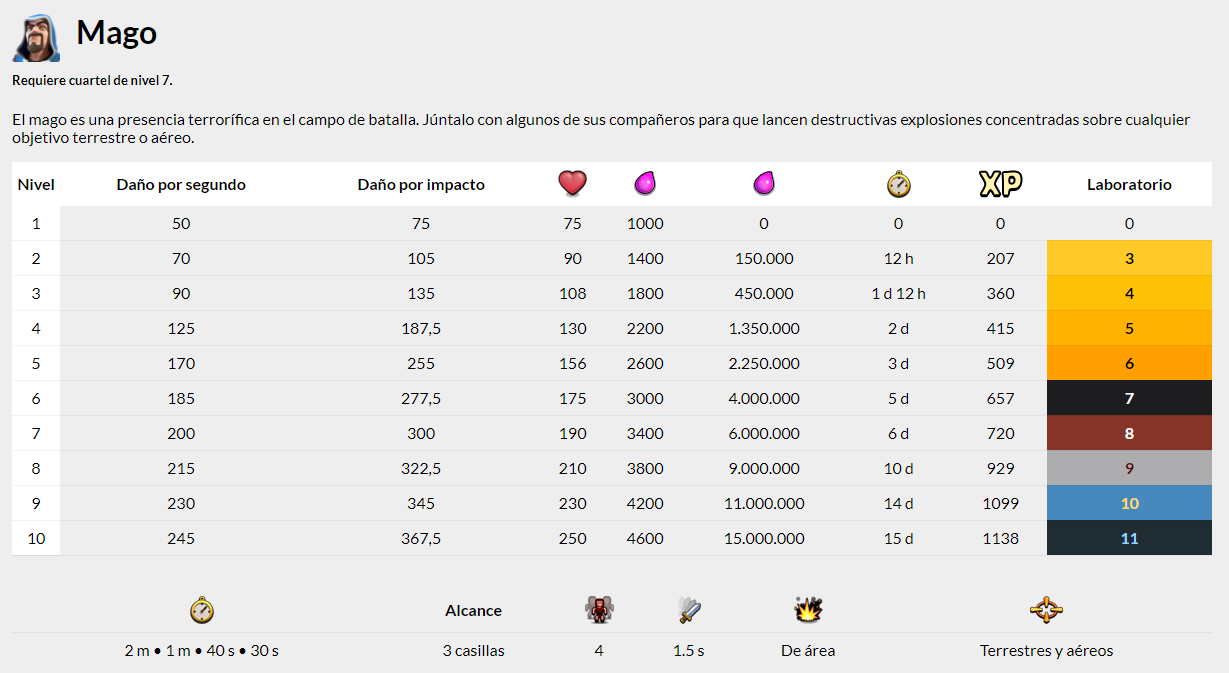 Mago
Requiere cuartel de nivel 7.
El mago es una presencia terrorífica en el campo de batalla. Júntalo con algunos de sus compañeros para que lancen destructivas explosiones concentradas sobre cualquier
objetivo terrestre o aéreo.
Nivel Daño por segundo Daño por impacto XP Laboratorio
1 50 75 75 1000 0 0 0 0
2 70 105 90 1400 150.000 12 h 207 3
3 90 135 108 1800 450.000 1 d 12 h 360 4
4 125 187,5 130 2200 1.350.000 2 d 415 5
5 170 255 156 2600 2.250.000 3 d 509 6
6 185 277,5 175 3000 4.000.000 5 d 657 7
7 200 300 190 3400 6.000.000 6 d 720 8
8 215 322,5 210 3800 9.000.000 10 d 929 9
9 230 345 230 4200 11.000.000 14 d 1099 10
10 245 367,5 250 4600 15.000.000 15 d 1138 11
Alcance
2 m • 1 m • 40 s • 30 s 3 casillas 4 1.5 s De área Terrestres y aéreos